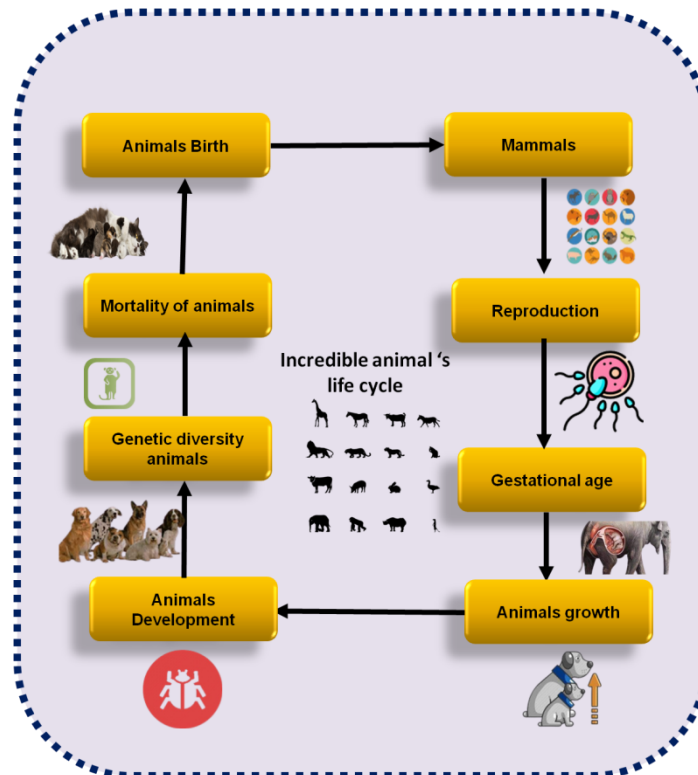 Animals Birth
Mammals
Mortality of animals
Reproduction
Incredible animal 's
life cycle
Genetic diversity
animals
Gestational age
Animals
Development
Animals growth